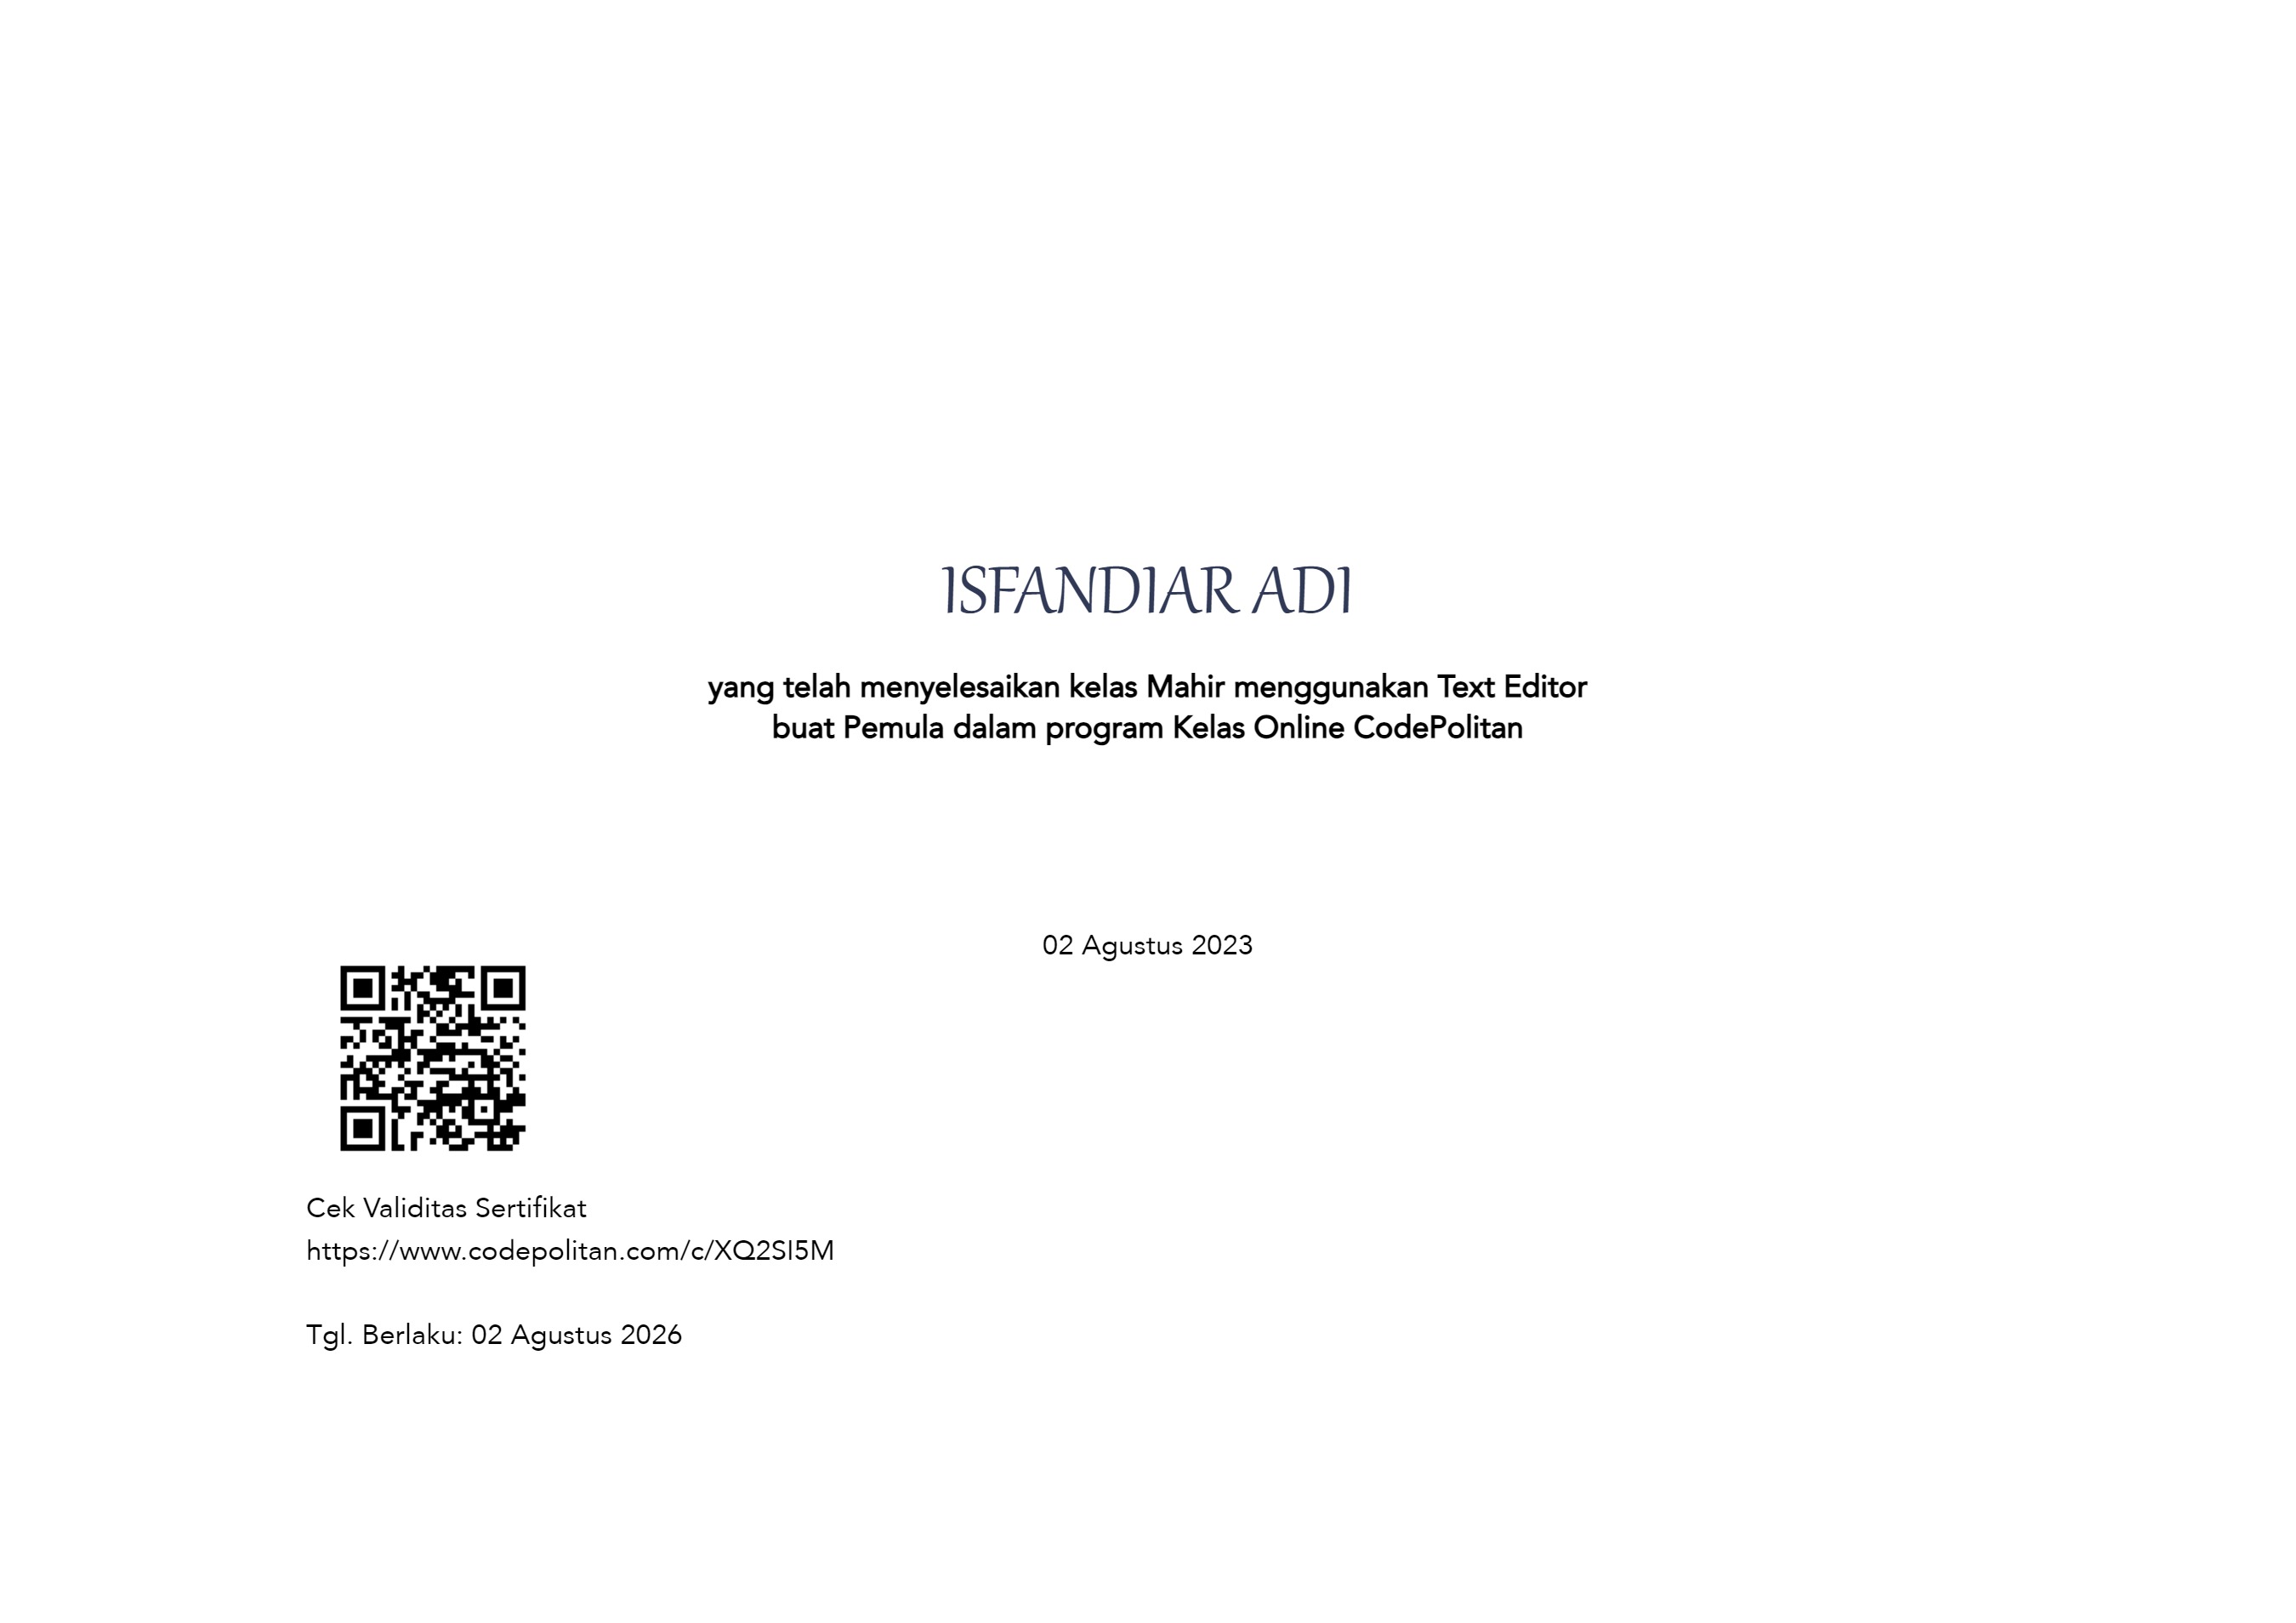 ISFANDIAR ADI
yang telah menyelesaikan kelas Mahir menggunakan Text Editor
buat Pemula dalam program Kelas Online CodePolitan
02 Agustus 2023
Cek Validitas Sertifikat
https://www.codepolitan.com/c/XQ2SI5M
Tgl. Berlaku: 02 Agustus 2026